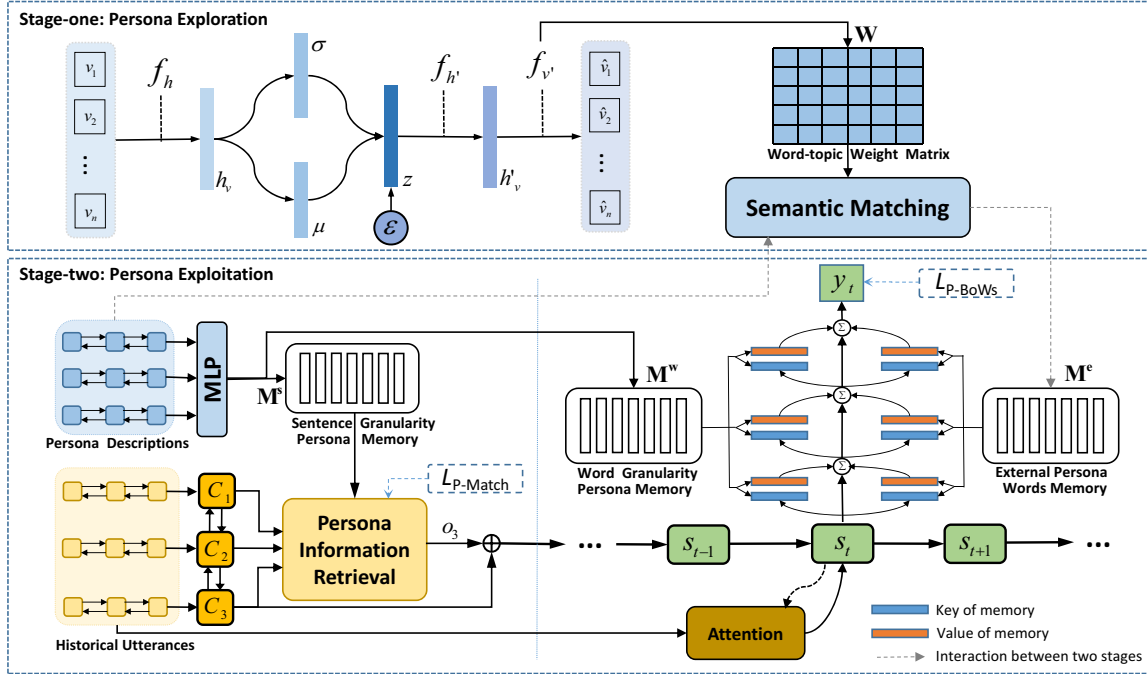 Stage-one: Persona Exploration
v1
v2
⋮
vn
fh
hv
σ
μ
z
ε
fh'
h'v
fv'
v̂1
v̂2
⋮
v̂n
W
Word-topic Weight Matrix
Semantic Matching
Stage-two: Persona Exploitation
Persona Descriptions
MLP
Ms
Sentence Granularity
Persona Memory
Mw
Word Granularity
Persona Memory
yt
LP-BoWs
Σ
Σ
Σ
Me
External Persona
Words Memory
Historical Utterances
C1
C2
C3
LP-Match
Persona
Information
Retrieval
o3
...
st-1
st
st+1
...
Attention
Key of memory
Value of memory
Interaction between two stages